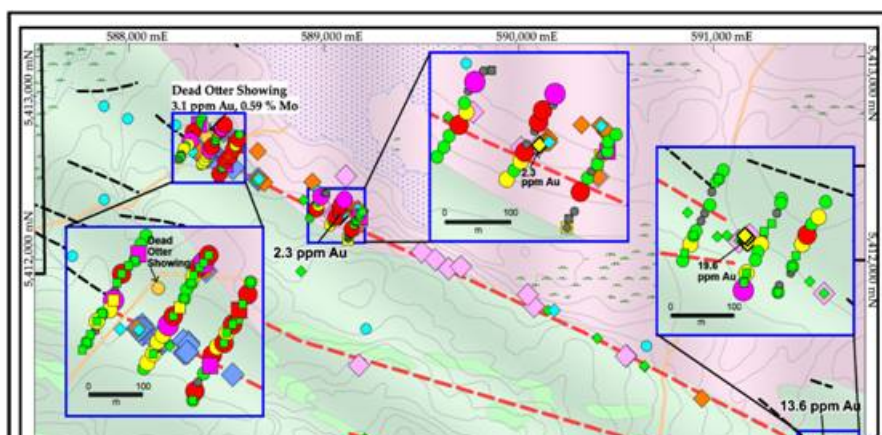 588,000 mE
589,000 mE
590,000 mE
591,000 mE
5,413,000 mN
5,413,000 mN
Dead Otter Showing
3.1 ppm Au, 0.59 % Mo
2.3
ppm Au
0 100
m
19.6
ppm Au
0 100
m
5,412,000 mN
5,412,000 mN
2.3 ppm Au
Dead
Otter
Showing
0 100
m
13.6 ppm Au